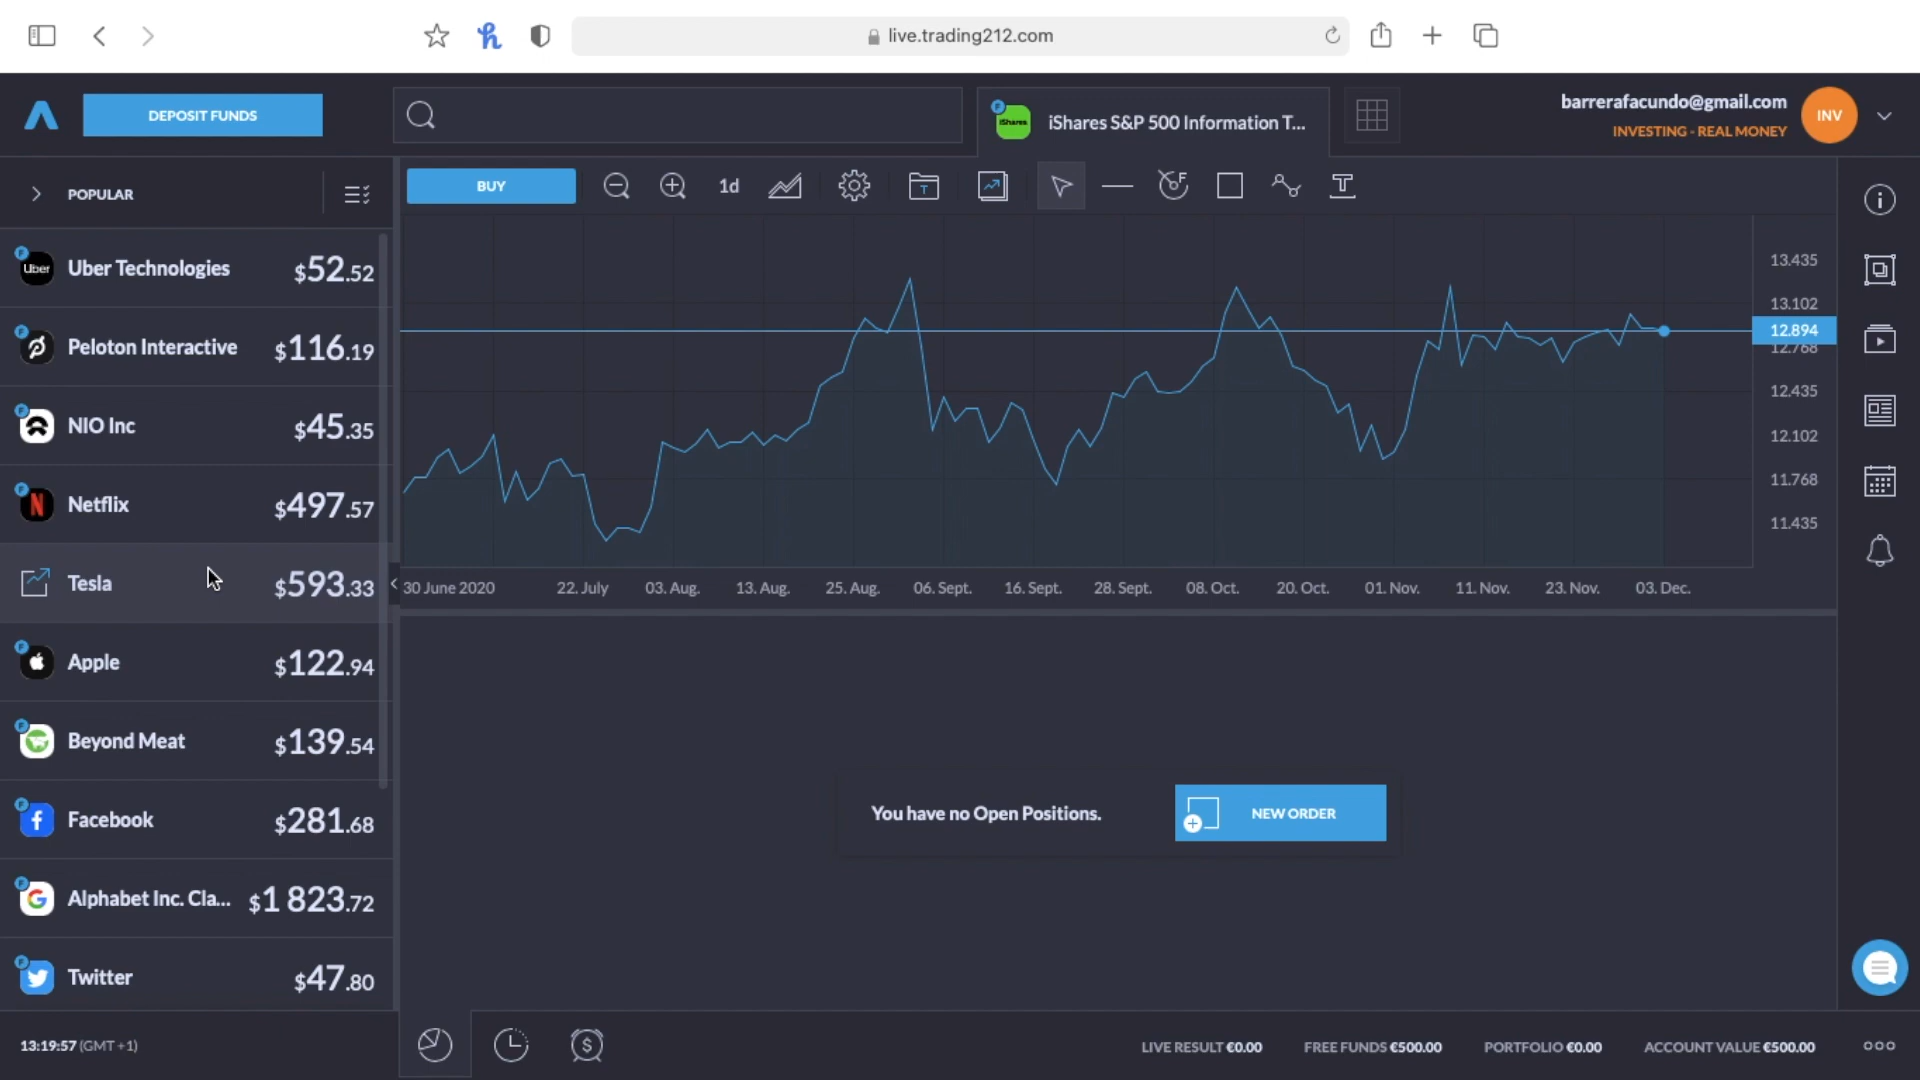 live.trading212.com
DEPOSIT FUNDS
iShares
iShares S&P 500 Information T...
barrerafacundo@gmail.com
INVESTING - REAL MONEY
INV
POPULAR
BUY
1d
F
T
Uber
Uber Technologies
$52.52
Peloton Interactive
$116.19
NIO Inc
$45.35
Netflix
$497.57
Tesla
$593.33
Apple
$122.94
Beyond Meat
$139.54
Facebook
$281.68
Alphabet Inc. Cla...
$1 823.72
Twitter
$47.80
13.435
13.102
12.894
12.768
12.435
12.102
11.768
11.435
30 June 2020
22. July
03. Aug.
13. Aug.
25. Aug.
06. Sept.
16. Sept.
28. Sept.
08. Oct.
20. Oct.
01. Nov.
11. Nov.
23. Nov.
03. Dec.
You have no Open Positions.
NEW ORDER
13:19:57 (GMT +1)
LIVE RESULT €0.00
FREE FUNDS €500.00
PORTFOLIO €0.00
ACCOUNT VALUE €500.00